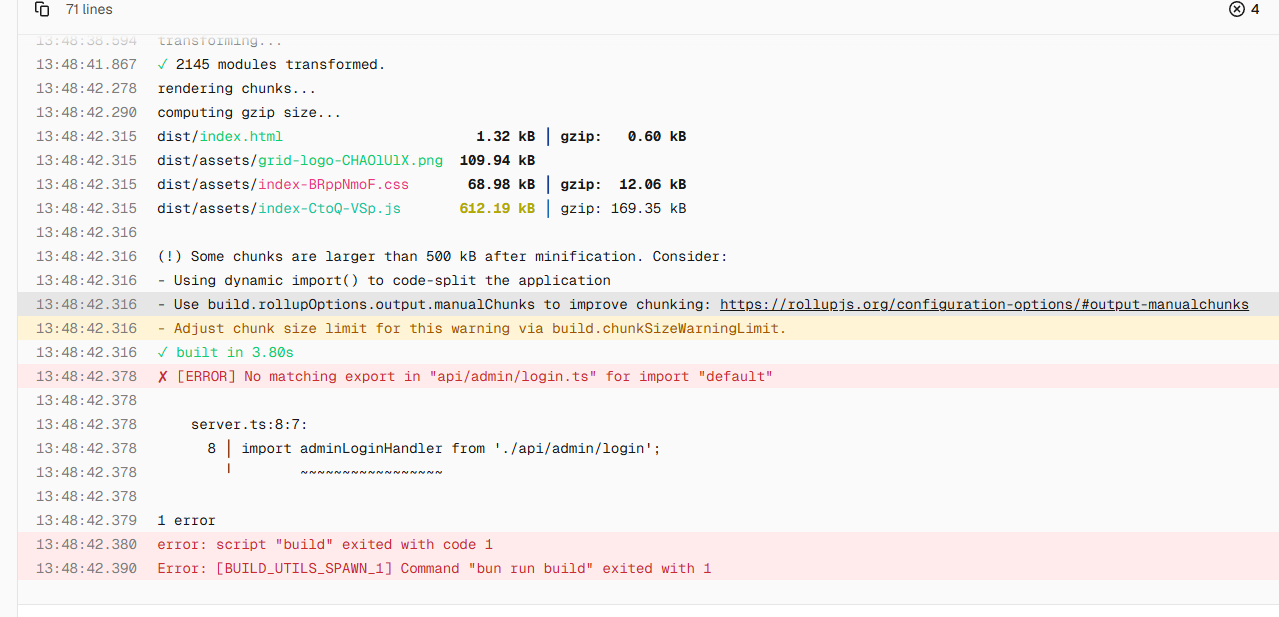 71 lines
4
13:48:38.594 transforming...
13:48:41.867 ✓ 2145 modules transformed.
13:48:42.278 rendering chunks...
13:48:42.290 computing gzip size...
13:48:42.315 dist/index.html 1.32 kB │ gzip: 0.60 kB
13:48:42.315 dist/assets/grid-logo-CHAOlUlX.png 109.94 kB
13:48:42.315 dist/assets/index-BRppNmoF.css 68.98 kB │ gzip: 12.06 kB
13:48:42.315 dist/assets/index-CtoQ-VSp.js 612.19 kB │ gzip: 169.35 kB
13:48:42.316
13:48:42.316 (!) Some chunks are larger than 500 kB after minification. Consider:
13:48:42.316 - Using dynamic import() to code-split the application
13:48:42.316 - Use build.rollupOptions.output.manualChunks to improve chunking: https://rollupjs.org/configuration-options/#output-manualchunks
13:48:42.316 - Adjust chunk size limit for this warning via build.chunkSizeWarningLimit.
13:48:42.316 ✓ built in 3.80s
13:48:42.378 ✗ [ERROR] No matching export in "api/admin/login.ts" for import "default"
13:48:42.378
13:48:42.378 server.ts:8:7:
13:48:42.378 8 │ import adminLoginHandler from './api/admin/login';
13:48:42.378 ╵ ~~~~~~~~~~~~~~~~~
13:48:42.378
13:48:42.379 1 error
13:48:42.380 error: script "build" exited with code 1
13:48:42.390 Error: [BUILD_UTILS_SPAWN_1] Command "bun run build" exited with 1